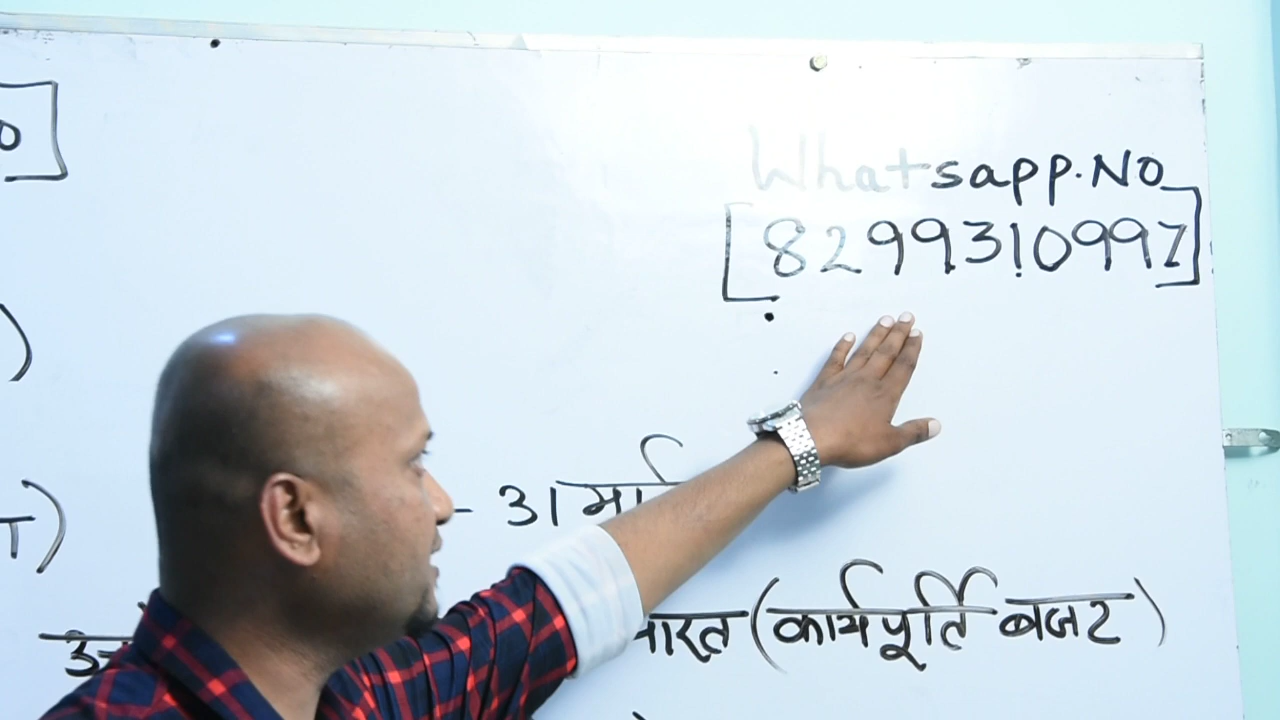 Whatsapp.No
[8299310997]
- 31 मार्च
भारत (कार्यपूर्ति बजट)